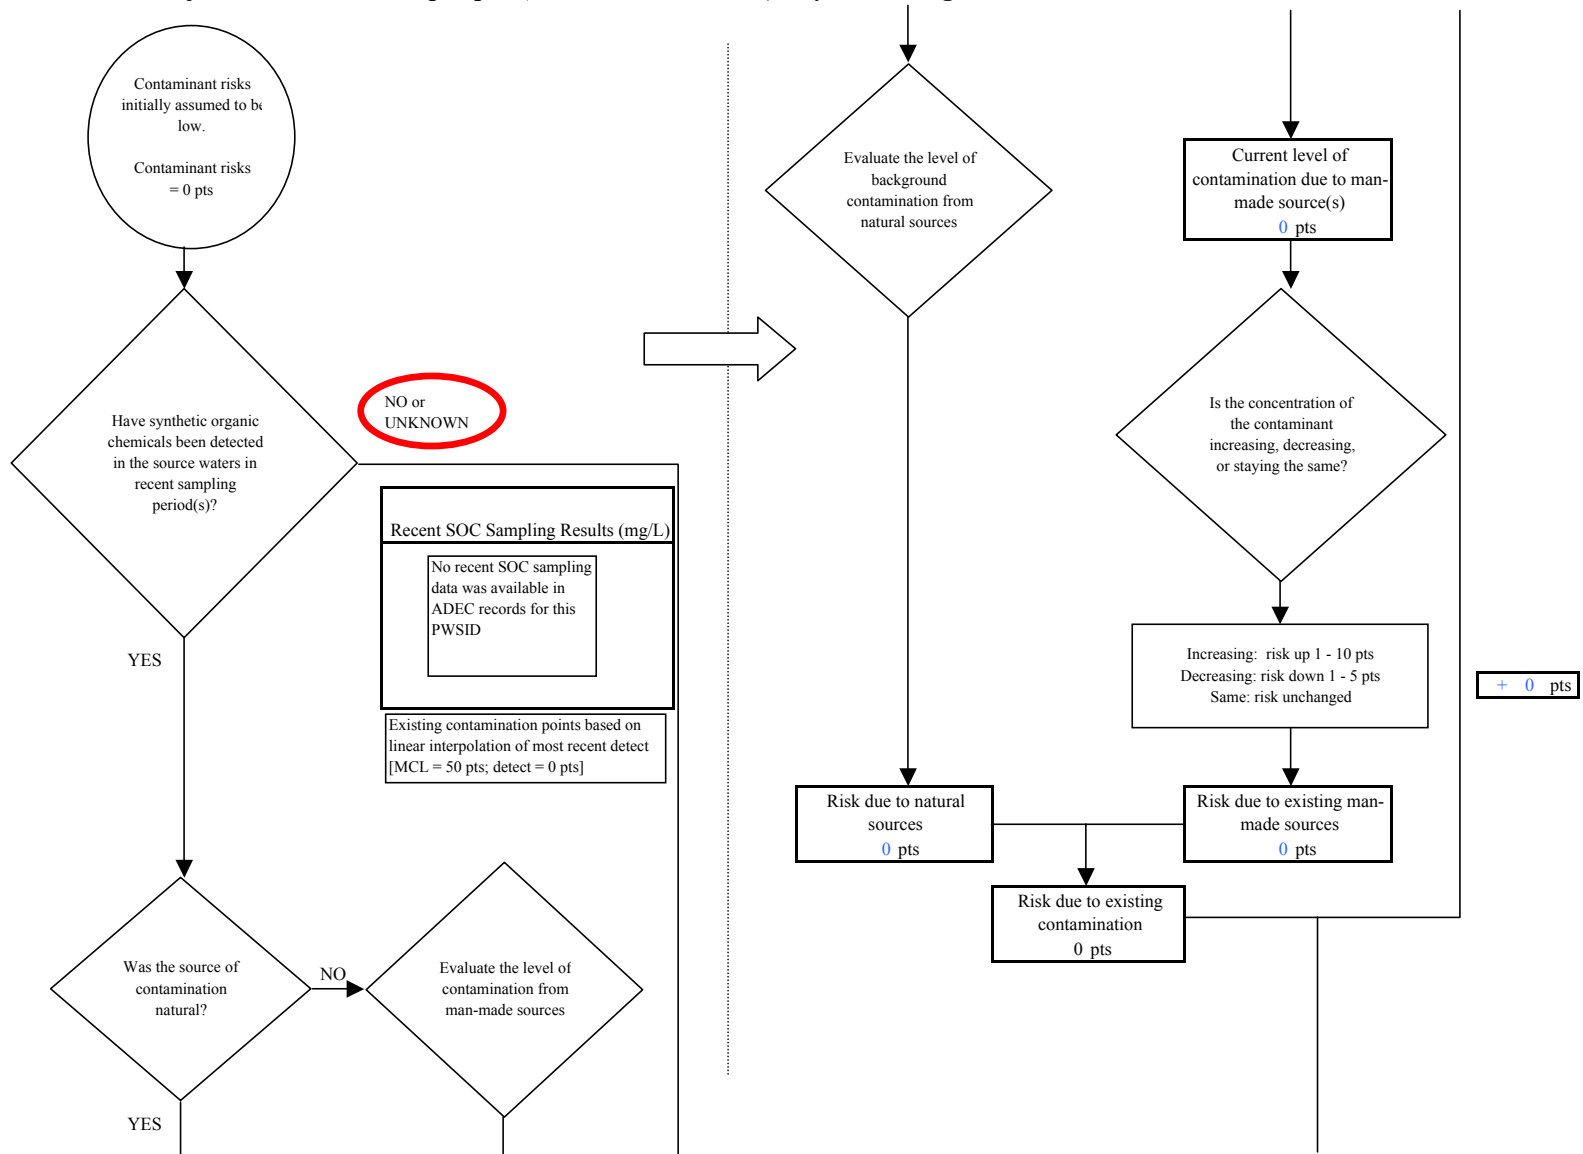 Contaminant risks
initially assumed to be
low.
Contaminant risks
= 0 pts
Have synthetic organic
chemicals been detected
in the source waters in
recent sampling
period(s)?
NO or
UNKNOWN
Recent SOC Sampling Results (mg/L)
No recent SOC sampling
data was available in
ADEC records for this
PWSID
Existing contamination points based on
linear interpolation of most recent detect
[MCL = 50 pts; detect = 0 pts]
YES
Was the source of
contamination
natural?
NO
Evaluate the level of
contamination from
man-made sources
YES
Evaluate the level of
background
contamination from
natural sources
Current level of
contamination due to man-
made source(s)
0 pts
Is the concentration of
the contaminant
increasing, decreasing,
or staying the same?
Increasing: risk up 1 - 10 pts
Decreasing: risk down 1 - 5 pts
Same: risk unchanged
+ 0 pts
Risk due to natural
sources
0 pts
Risk due to existing man-
made sources
0 pts
Risk due to existing
contamination
0 pts